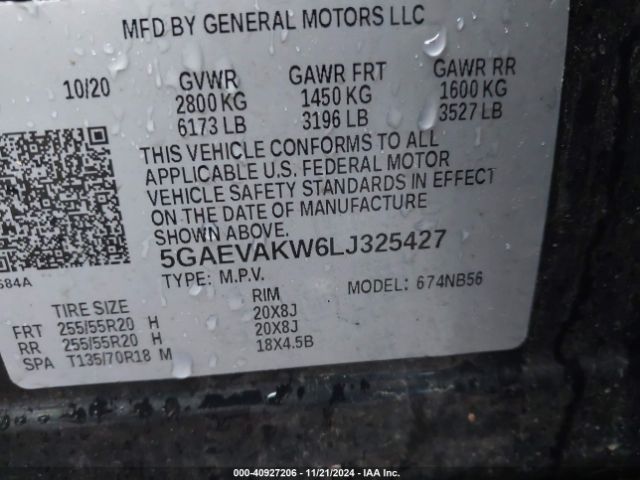 MFD BY GENERAL MOTORS LLC
10/20 GVWR GAWR FRT GAWR RR
2800 KG 1450 KG 1600 KG
6173 LB 3196 LB 3527 LB
THIS VEHICLE CONFORMS TO ALL
APPLICABLE U.S. FEDERAL MOTOR
VEHICLE SAFETY STANDARDS IN EFFECT
ON THE DATE OF MANUFACTURE
SHOWN ABOVE.
5GAEVAKW6LJ325427
584A TYPE: M.P.V. MODEL: 674NB56
TIRE SIZE RIM
FRT 255/55R20 H 20X8J
RR 255/55R20 H 20X8J
SPA T135/70R18 M 18X4.5B
000-40927206 - 11/21/2024 - IAA Inc.